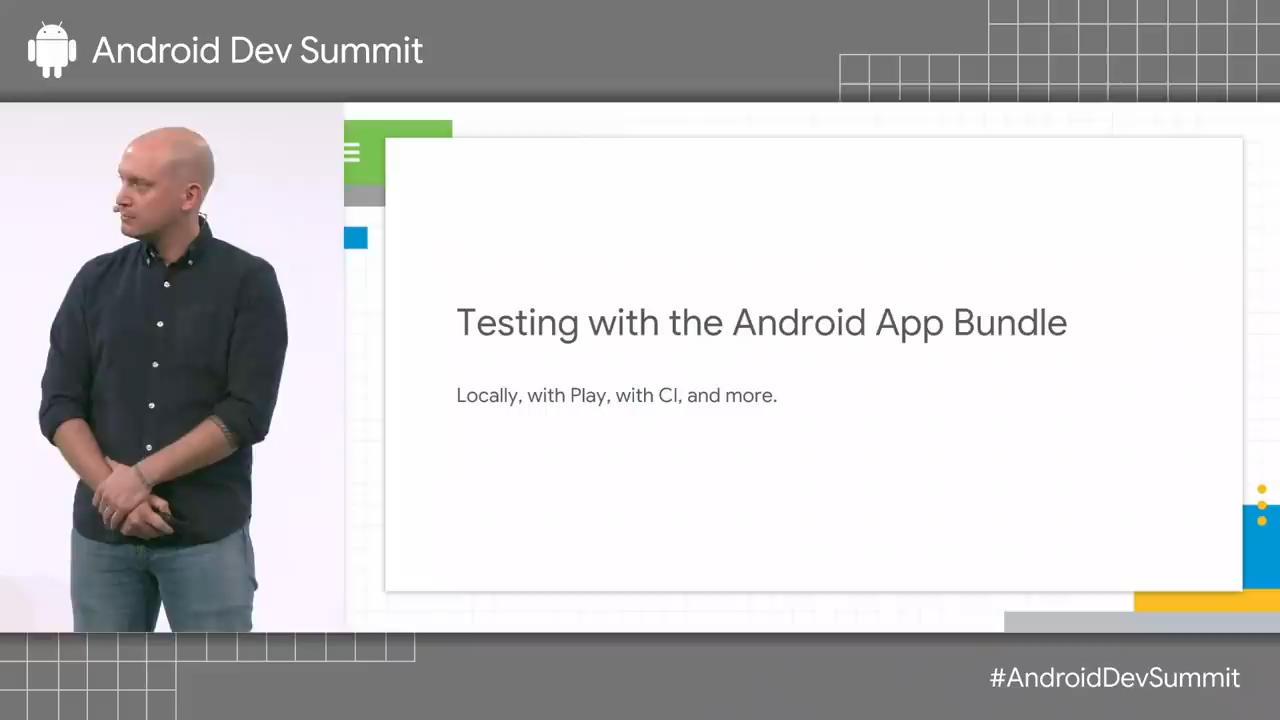 Android Dev Summit
Testing with the Android App Bundle
Locally, with Play, with CI, and more.
#AndroidDevSummit